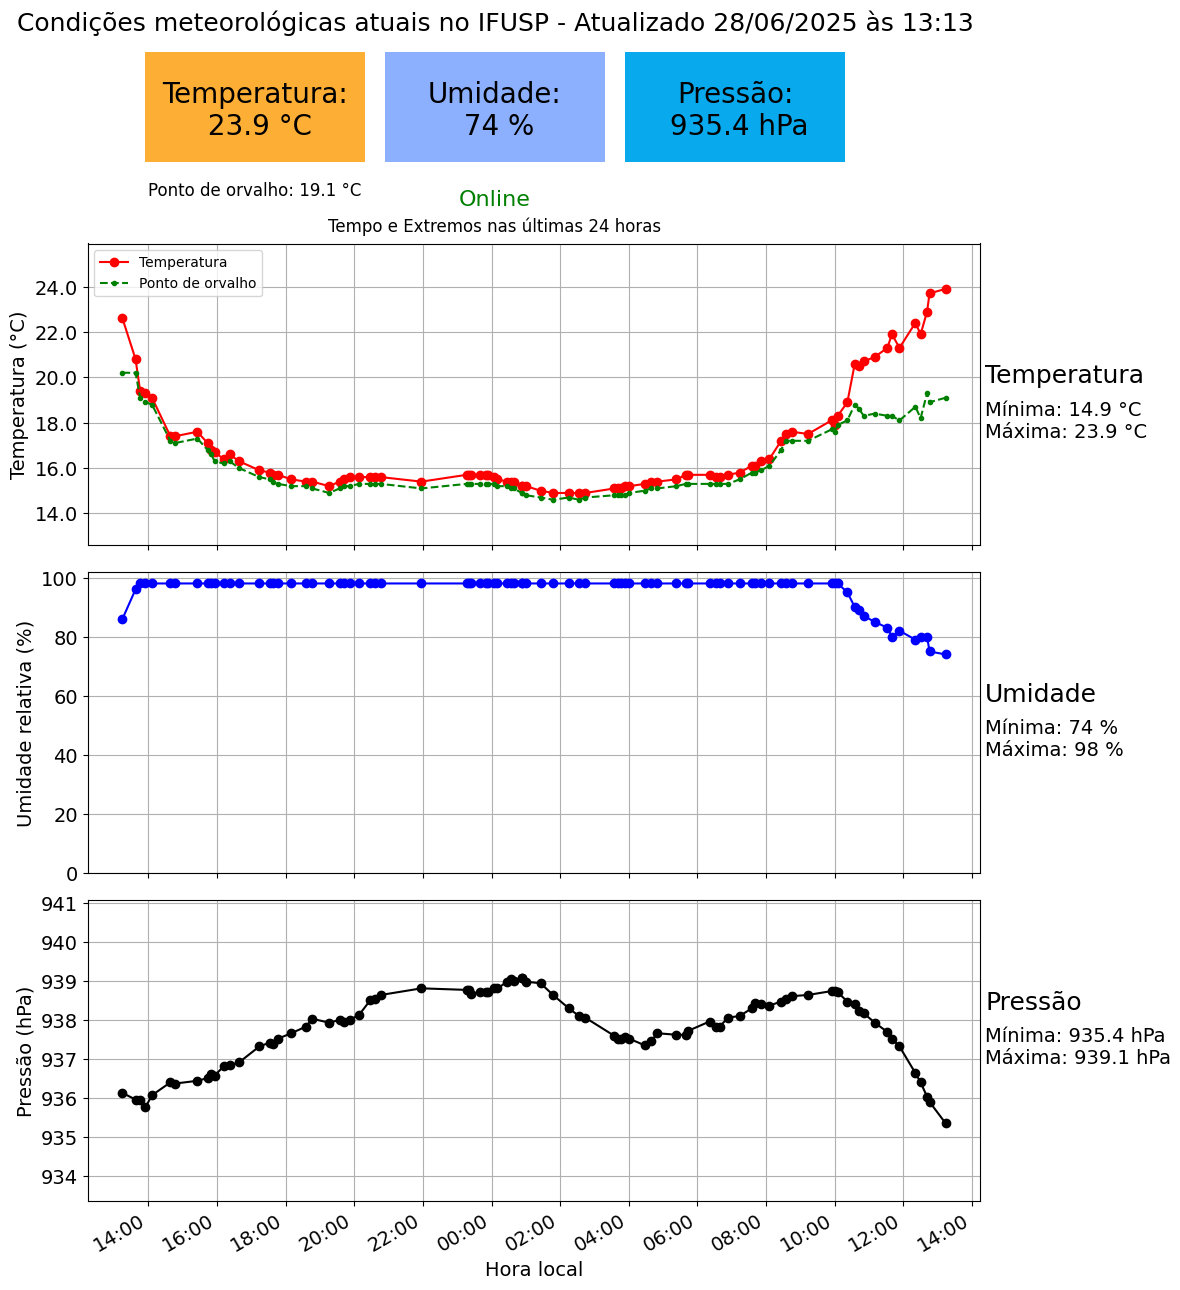 Condições meteorológicas atuais no IFUSP - Atualizado 28/06/2025 às 13:13
Temperatura:
23.9 °C
Umidade:
74 %
Pressão:
935.4 hPa
Ponto de orvalho: 19.1 °C
Online
Tempo e Extremos nas últimas 24 horas
Temperatura
Ponto de orvalho
Temperatura (°C)
24.0
22.0
20.0
18.0
16.0
14.0
Temperatura
Mínima: 14.9 °C
Máxima: 23.9 °C
Umidade relativa (%)
100
80
60
40
20
0
Umidade
Mínima: 74 %
Máxima: 98 %
Pressão (hPa)
941
940
939
938
937
936
935
934
Pressão
Mínima: 935.4 hPa
Máxima: 939.1 hPa
14:00 16:00 18:00 20:00 22:00 00:00 02:00 04:00 06:00 08:00 10:00 12:00 14:00
Hora local